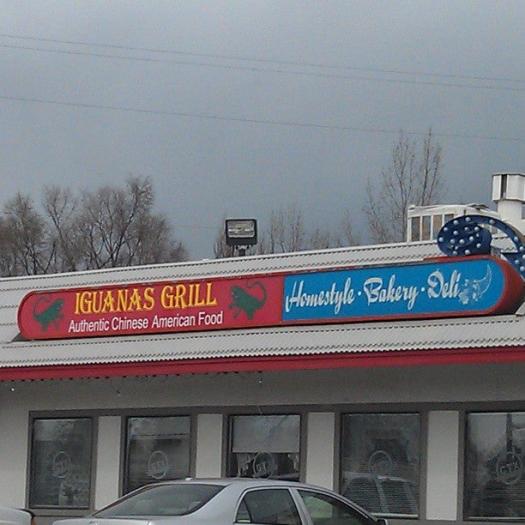 IGUANAS GRILL
Authentic Chinese American Food
Homestyle · Bakery · Deli